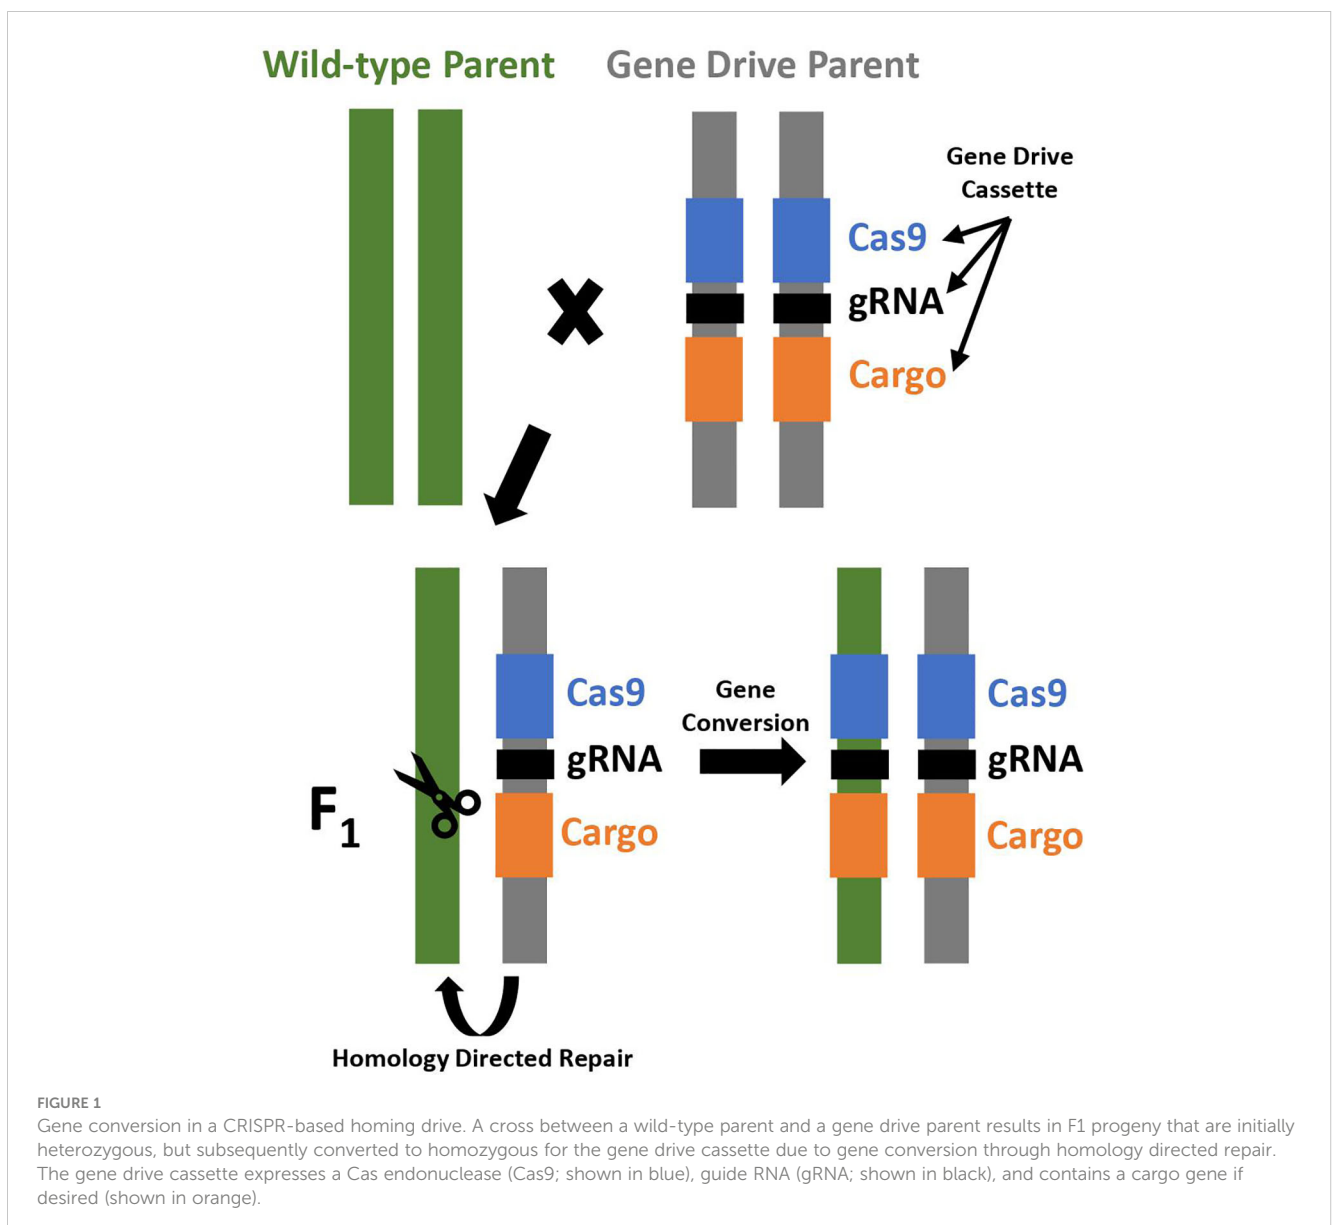 Wild-type Parent
Gene Drive Parent
Gene Drive
Cassette
Cas9
gRNA
Cargo
F1
Cas9
gRNA
Cargo
Gene
Conversion
Cas9
gRNA
Cargo
Homology Directed Repair
FIGURE 1
Gene conversion in a CRISPR-based homing drive. A cross between a wild-type parent and a gene drive parent results in F1 progeny that are initially
heterozygous, but subsequently converted to homozygous for the gene drive cassette due to gene conversion through homology directed repair.
The gene drive cassette expresses a Cas endonuclease (Cas9; shown in blue), guide RNA (gRNA; shown in black), and contains a cargo gene if
desired (shown in orange).